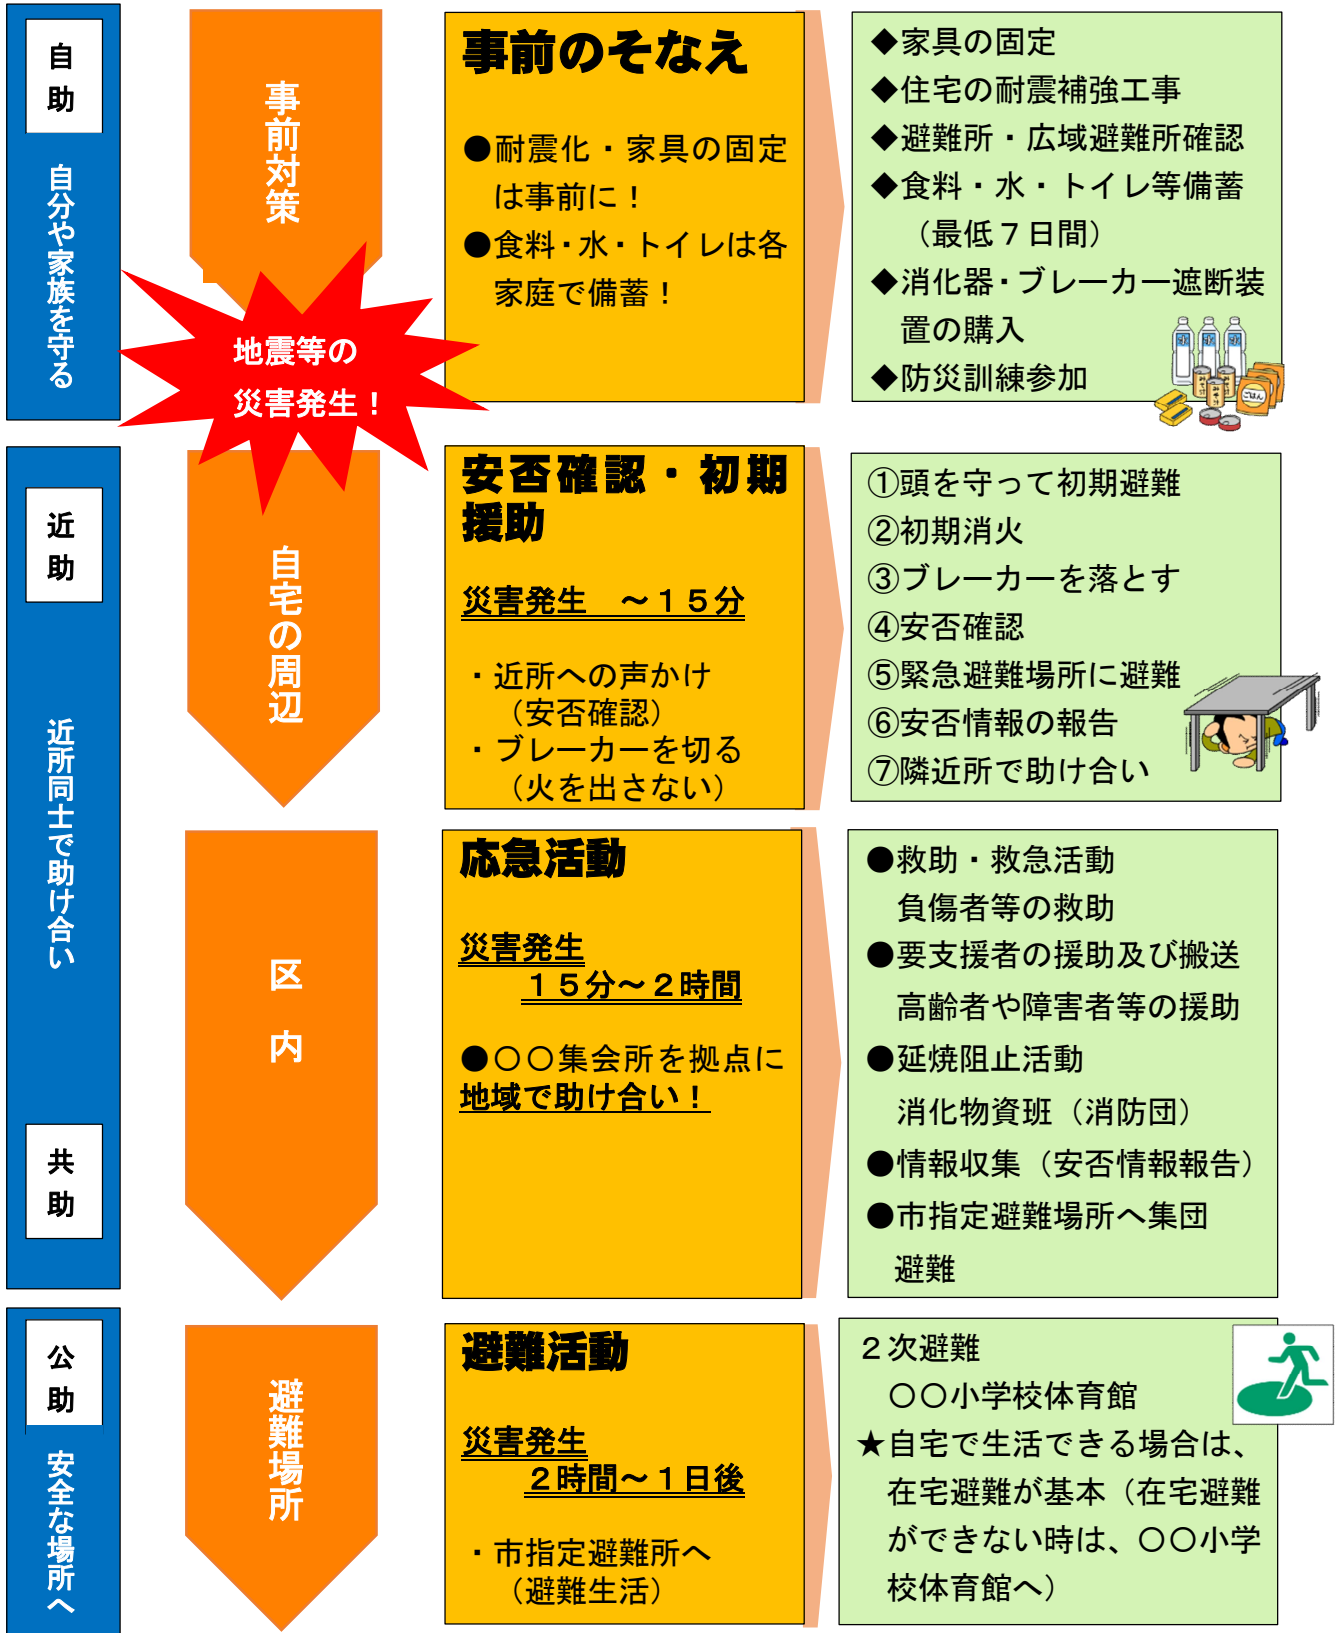 自助
自分や家族を守る
事前対策
地震等の
災害発生！
事前のそなえ
●耐震化・家具の固定
は事前に！
●食料・水・トイレは各
家庭で備蓄！
◆家具の固定
◆住宅の耐震補強工事
◆避難所・広域避難所確認
◆食料・水・トイレ等備蓄
（最低７日間）
◆消化器・ブレーカー遮断装
置の購入
◆防災訓練参加
近助
近所同士で助け合い
共助
自宅の周辺
安否確認・初期
援助
災害発生　～１５分
・近所への声かけ
（安否確認）
・ブレーカーを切る
（火を出さない）
①頭を守って初期避難
②初期消火
③ブレーカーを落とす
④安否確認
⑤緊急避難場所に避難
⑥安否情報の報告
⑦隣近所で助け合い
区内
応急活動
災害発生
１５分～２時間
●〇〇集会所を拠点に
地域で助け合い！
●救助・救急活動
負傷者等の救助
●要支援者の援助及び搬送
高齢者や障害者等の援助
●延焼阻止活動
消化物資班（消防団）
●情報収集（安否情報報告）
●市指定避難場所へ集団
避難
公助
安全な場所へ
避難場所
避難活動
災害発生
２時間～１日後
・市指定避難所へ
（避難生活）
２次避難
〇〇小学校体育館
★自宅で生活できる場合は、
在宅避難が基本（在宅避難
ができない時は、〇〇小学
校体育館へ）